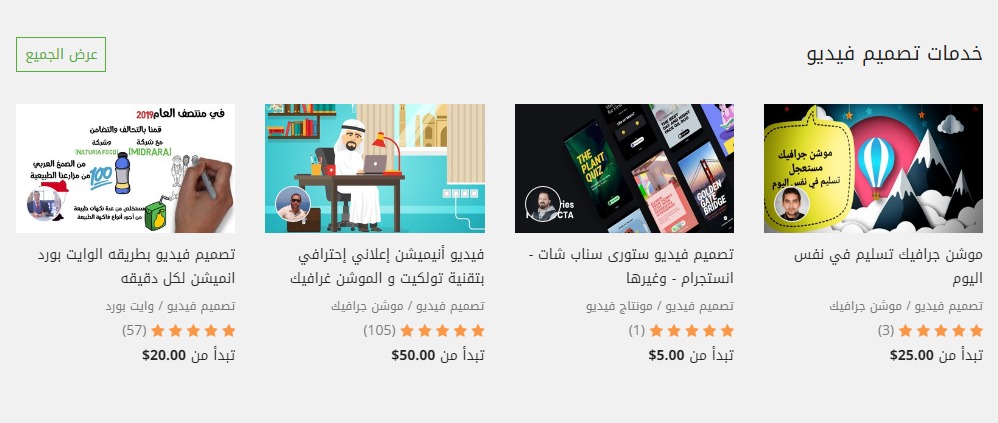 خدمات تصميم فيديو
عرض الجميع
موشن جرافيك
مستعجل
تسليم في نفس اليوم
موشن جرافيك تسليم في نفس
اليوم
تصميم فيديو / موشن جرافيك
(3)
تبدأ من $25.00
THE PLANT QUIZ
GOLDEN GATE BRIDGE
تصميم فيديو ستورى سناب شات -
انستجرام - وغيرها
تصميم فيديو / مونتاج فيديو
(1)
تبدأ من $5.00
فيديو أنيميشن إعلاني إحترافي
بتقنية تولكيت و الموشن غرافيك
تصميم فيديو / موشن جرافيك
(105)
تبدأ من $50.00
في منتصف العام 2019
قمنا بالتحالف والتضامن
مع شركة
وشركة
(MIDRARA)
(NATURIA FOOD)
من الصمغ العربي
100
من مزارعنا الطبيعية
تصميم فيديو بطريقه الوايت بورد
انميشن لكل دقيقه
تصميم فيديو / وايت بورد
(57)
تبدأ من $20.00